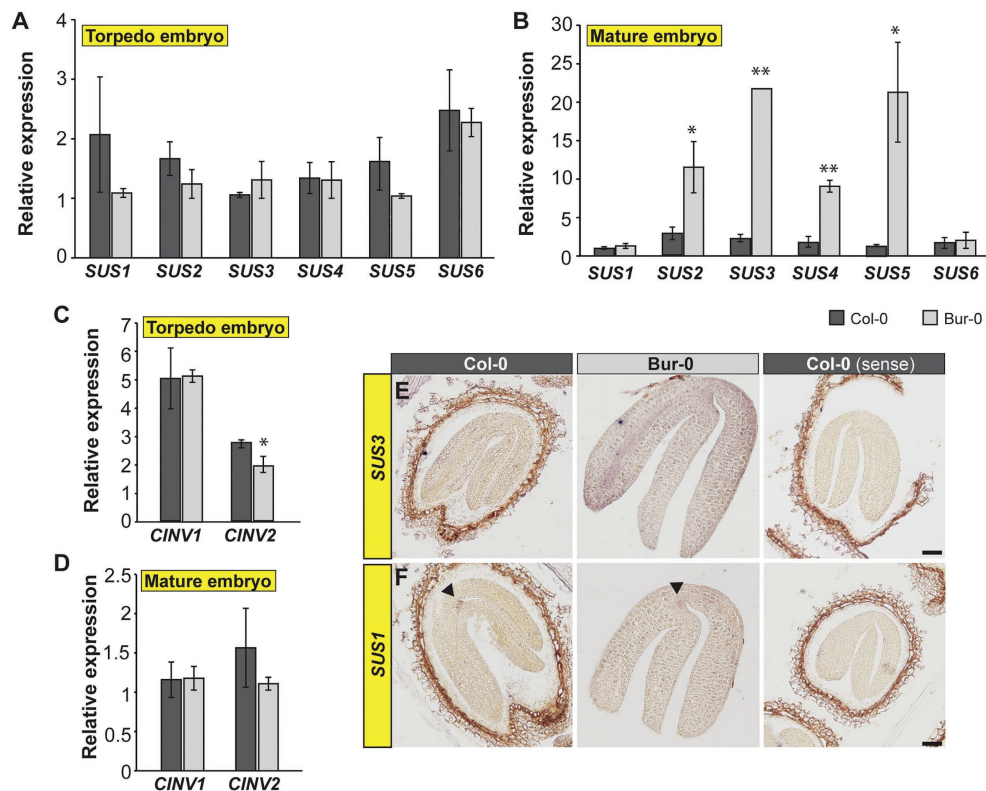 A
Torpedo embryo
Relative expression
4
3
2
1
0
SUS1 SUS2 SUS3 SUS4 SUS5 SUS6
B
Mature embryo
Relative expression
30
25
20
15
10
5
0
* ** ** *
SUS1 SUS2 SUS3 SUS4 SUS5 SUS6
Col-0 Bur-0
C
Torpedo embryo
Relative expression
7
6
5
4
3
2
1
0
*
CINV1 CINV2
D
Mature embryo
Relative expression
2.5
2
1.5
1
0.5
0
CINV1 CINV2
Col-0 Bur-0 Col-0 (sense)
E
SUS3
F
SUS1